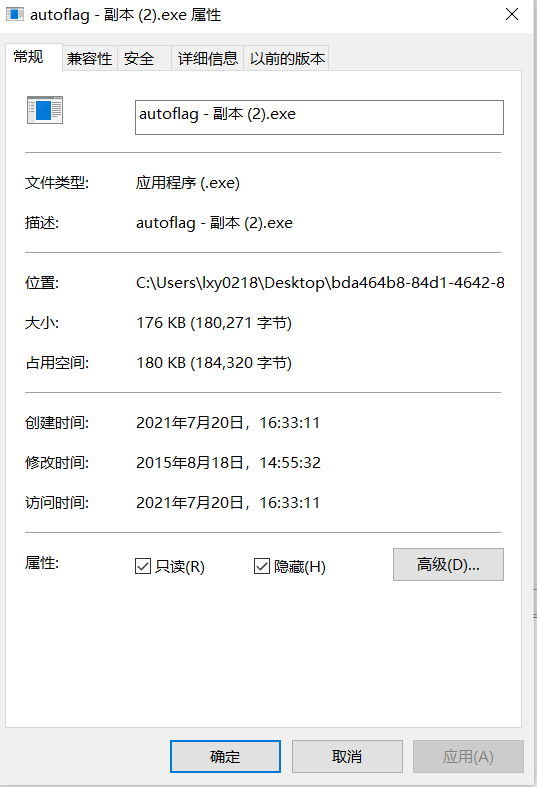 autoflag - 副本 (2).exe 属性
常规 兼容性 安全 详细信息 以前的版本
autoflag - 副本 (2).exe
文件类型: 应用程序 (.exe)
描述: autoflag - 副本 (2).exe
位置: C:\Users\lxy0218\Desktop\bda464b8-84d1-4642-8
大小: 176 KB (180,271 字节)
占用空间: 180 KB (184,320 字节)
创建时间: 2021年7月20日，16:33:11
修改时间: 2015年8月18日，14:55:32
访问时间: 2021年7月20日，16:33:11
属性: 只读(R) 隐藏(H) 高级(D)...
确定 取消 应用(A)